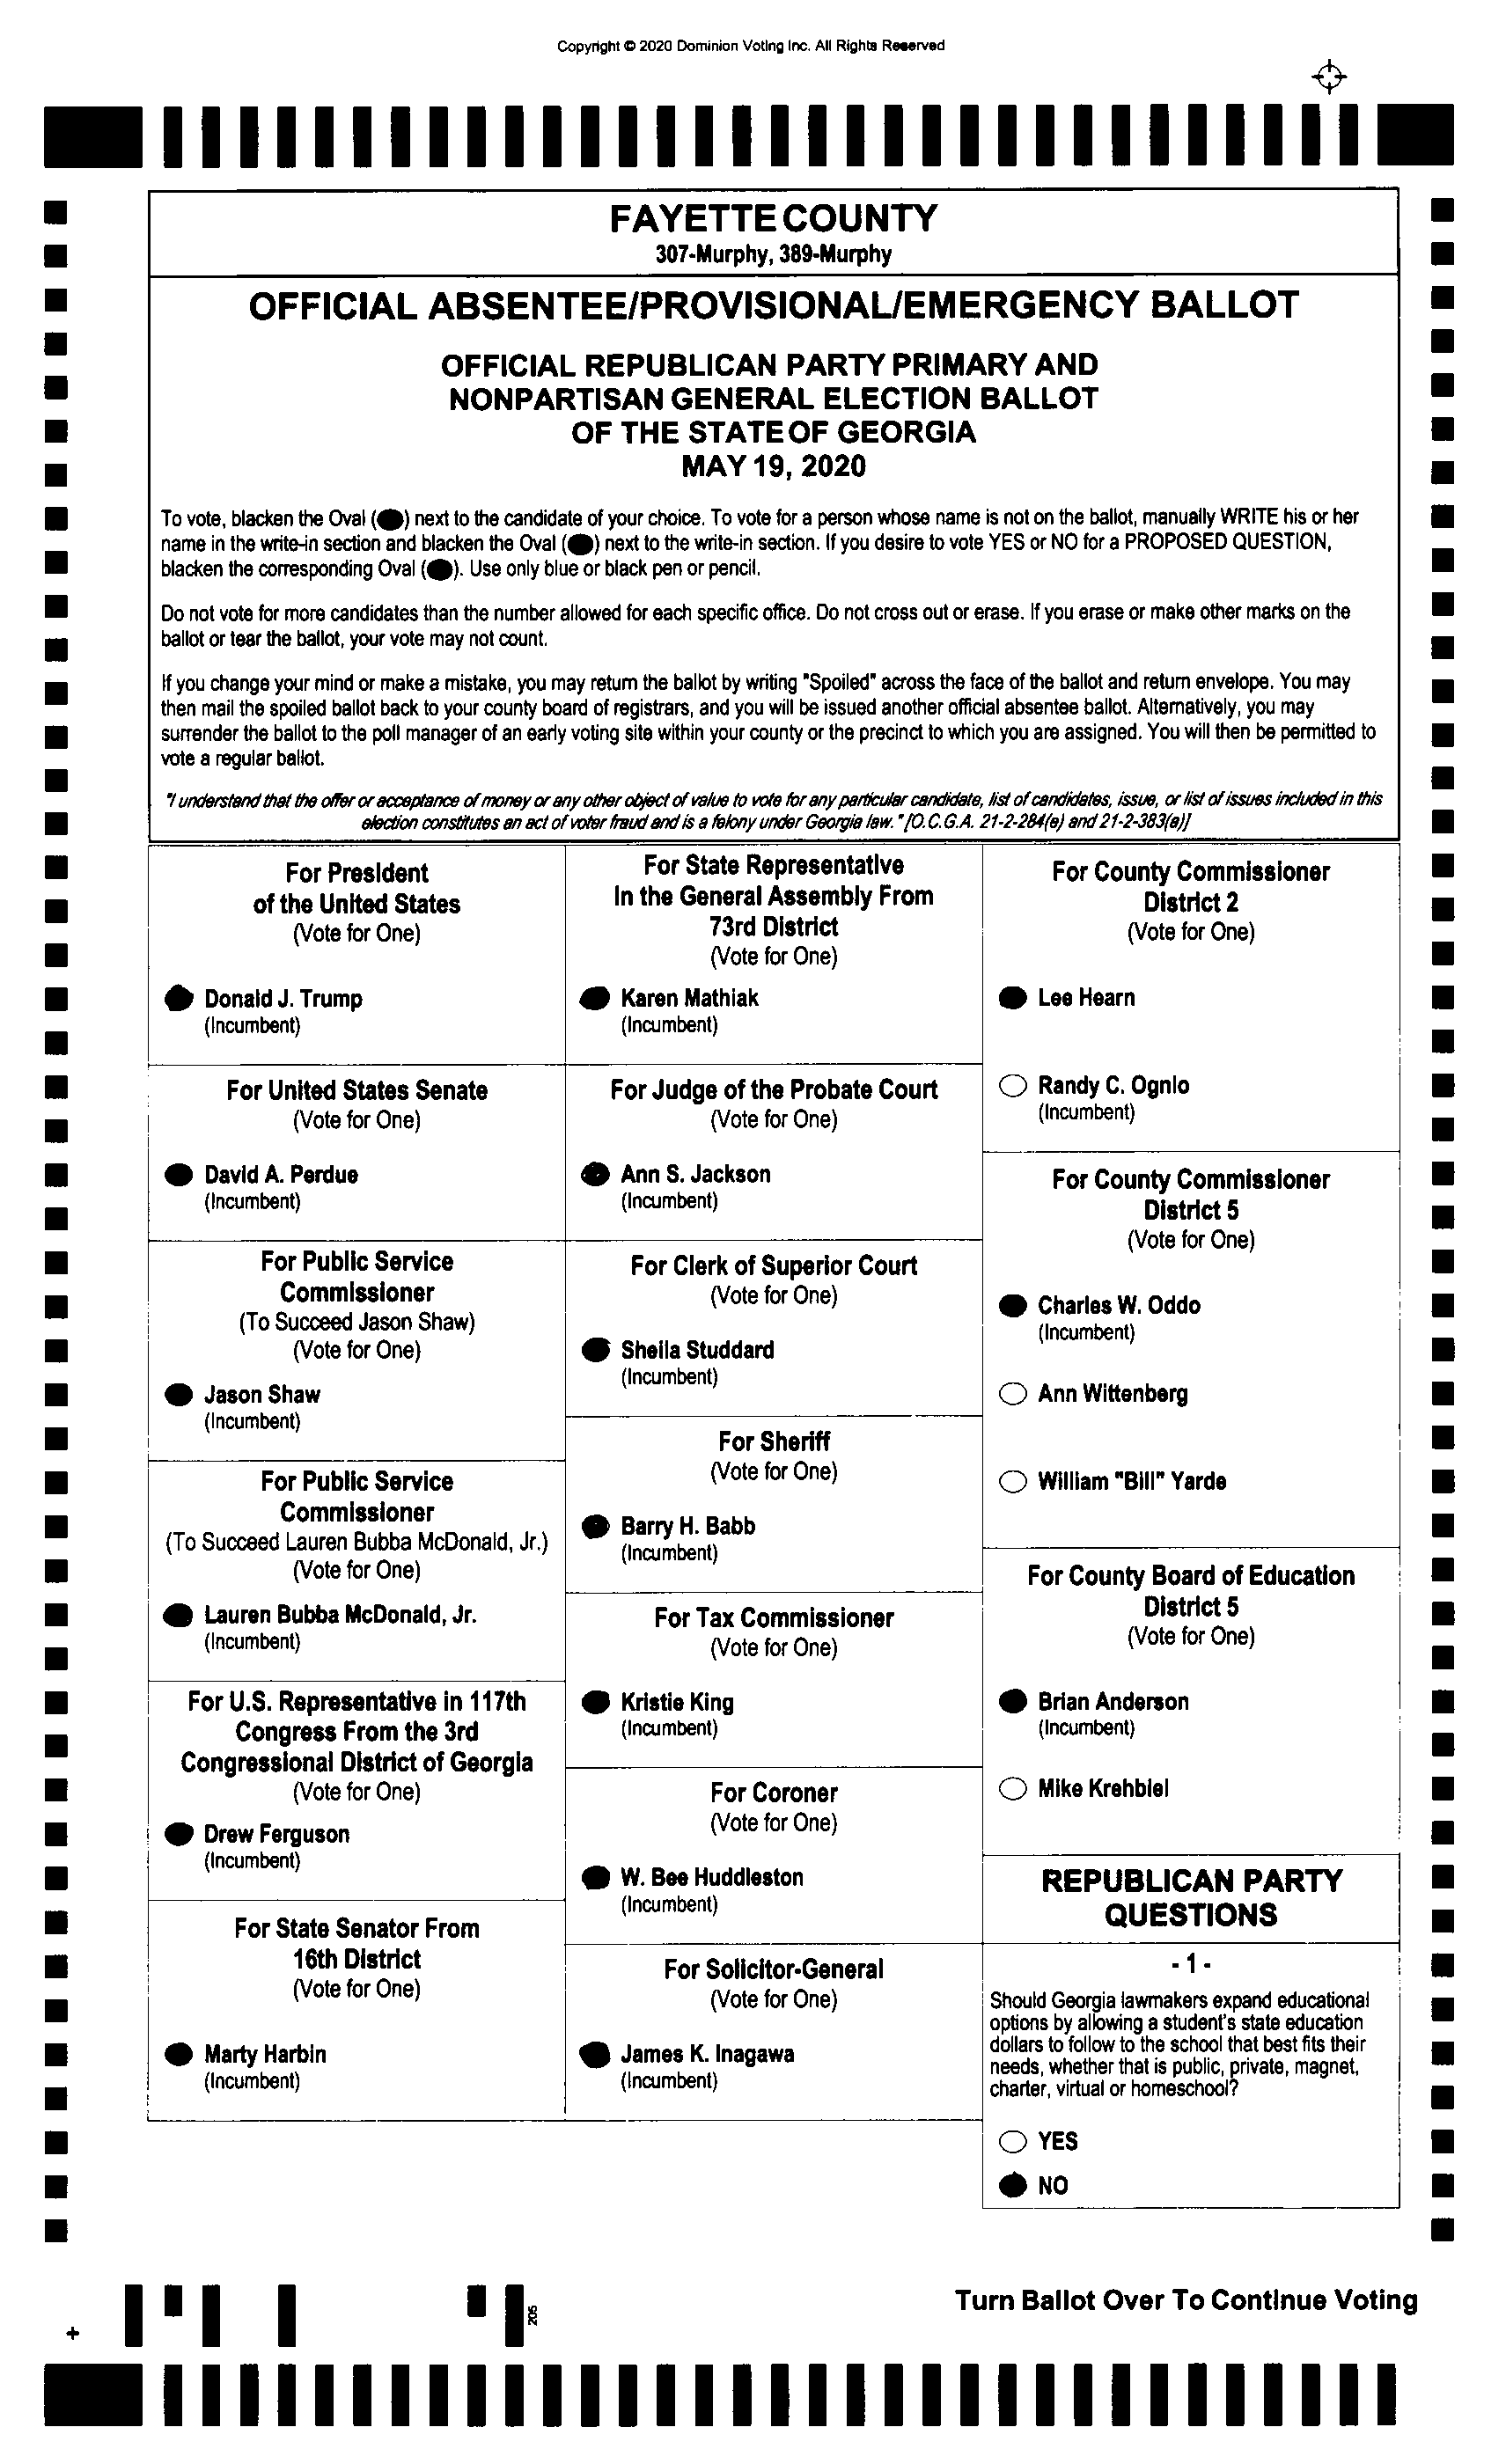 Copyright © 2020 Dominion Voting Inc. All Rights Reserved
FAYETTE COUNTY
307-Murphy, 389-Murphy
OFFICIAL ABSENTEE/PROVISIONAL/EMERGENCY BALLOT
OFFICIAL REPUBLICAN PARTY PRIMARY AND
NONPARTISAN GENERAL ELECTION BALLOT
OF THE STATE OF GEORGIA
MAY 19, 2020
To vote, blacken the Oval (●) next to the candidate of your choice. To vote for a person whose name is not on the ballot, manually WRITE his or her
name in the write-in section and blacken the Oval (●) next to the write-in section. If you desire to vote YES or NO for a PROPOSED QUESTION,
blacken the corresponding Oval (●). Use only blue or black pen or pencil.
Do not vote for more candidates than the number allowed for each specific office. Do not cross out or erase. If you erase or make other marks on the
ballot or tear the ballot, your vote may not count.
If you change your mind or make a mistake, you may return the ballot by writing "Spoiled" across the face of the ballot and return envelope. You may
then mail the spoiled ballot back to your county board of registrars, and you will be issued another official absentee ballot. Alternatively, you may
surrender the ballot to the poll manager of an early voting site within your county or the precinct to which you are assigned. You will then be permitted to
vote a regular ballot.
"I understand that the offer or acceptance of money or any other object of value to vote for any particular candidate, list of candidates, issue, or list of issues included in this
election constitutes an act of voter fraud and is a felony under Georgia law." [O.C.G.A. 21-2-284(e) and 21-2-383(a)]
For President
of the United States
(Vote for One)
Donald J. Trump
(Incumbent)
For United States Senate
(Vote for One)
David A. Perdue
(Incumbent)
For Public Service
Commissioner
(To Succeed Jason Shaw)
(Vote for One)
Jason Shaw
(Incumbent)
For Public Service
Commissioner
(To Succeed Lauren Bubba McDonald, Jr.)
(Vote for One)
Lauren Bubba McDonald, Jr.
(Incumbent)
For U.S. Representative in 117th
Congress From the 3rd
Congressional District of Georgia
(Vote for One)
Drew Ferguson
(Incumbent)
For State Senator From
16th District
(Vote for One)
Marty Harbin
(Incumbent)
For State Representative
In the General Assembly From
73rd District
(Vote for One)
Karen Mathiak
(Incumbent)
For Judge of the Probate Court
(Vote for One)
Ann S. Jackson
(Incumbent)
For Clerk of Superior Court
(Vote for One)
Sheila Studdard
(Incumbent)
For Sheriff
(Vote for One)
Barry H. Babb
(Incumbent)
For Tax Commissioner
(Vote for One)
Kristie King
(Incumbent)
For Coroner
(Vote for One)
W. Bee Huddleston
(Incumbent)
For Solicitor-General
(Vote for One)
James K. Inagawa
(Incumbent)
For County Commissioner
District 2
(Vote for One)
Lee Hearn
Randy C. Ognio
(Incumbent)
For County Commissioner
District 5
(Vote for One)
Charles W. Oddo
(Incumbent)
Ann Wittenberg
William "Bill" Yarde
For County Board of Education
District 5
(Vote for One)
Brian Anderson
(Incumbent)
Mike Krehbiel
REPUBLICAN PARTY
QUESTIONS
- 1 -
Should Georgia lawmakers expand educational
options by allowing a student's state education
dollars to follow to the school that best fits their
needs, whether that is public, private, magnet,
charter, virtual or homeschool?
YES
NO
205
Turn Ballot Over To Continue Voting